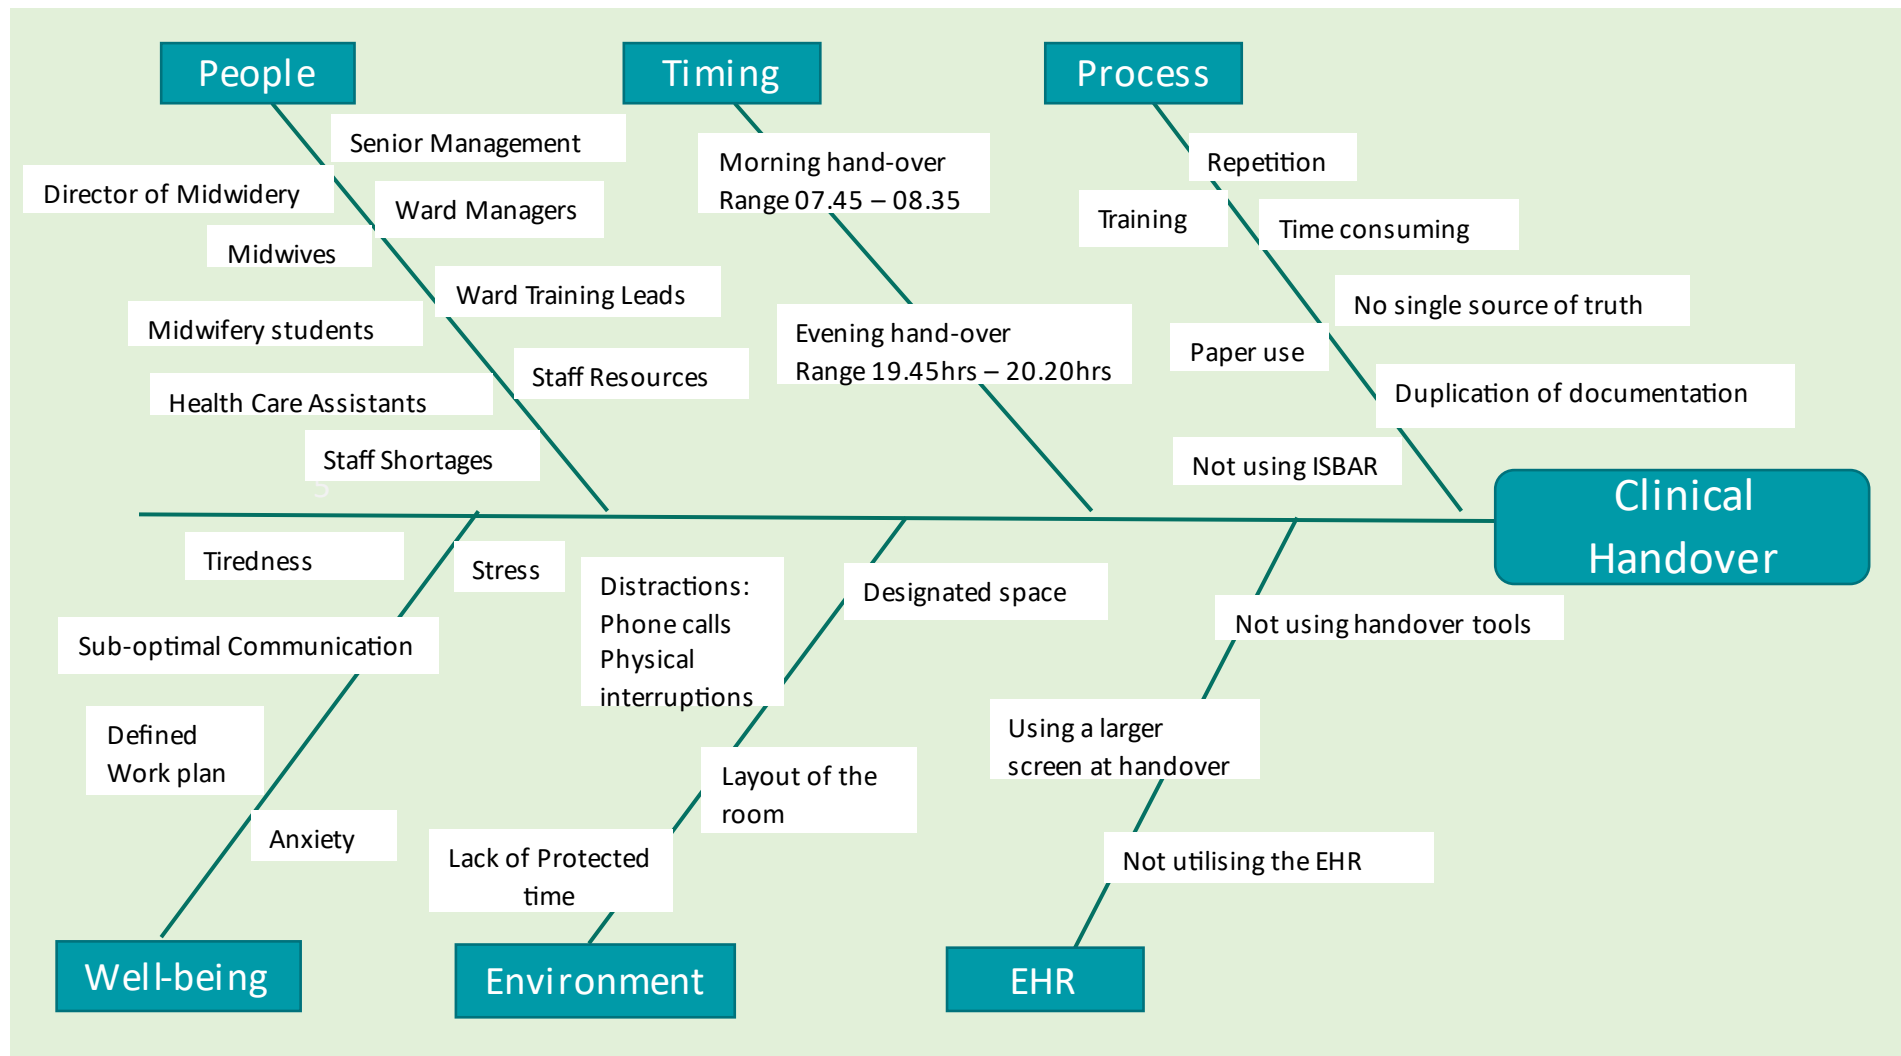 People
Timing
Process
Senior Management
Director of Midwidery
Ward Managers
Midwives
Ward Training Leads
Midwifery students
Staff Resources
Health Care Assistants
Staff Shortages
5
Morning hand-over
Range 07.45 – 08.35
Evening hand-over
Range 19.45hrs – 20.20hrs
Repetition
Training
Time consuming
No single source of truth
Paper use
Duplication of documentation
Not using ISBAR
Clinical
Handover
Tiredness
Stress
Sub-optimal Communication
Defined
Work plan
Anxiety
Distractions:
Phone calls
Physical
interruptions
Designated space
Layout of the
room
Lack of Protected
time
Not using handover tools
Using a larger
screen at handover
Not utilising the EHR
Well-being
Environment
EHR